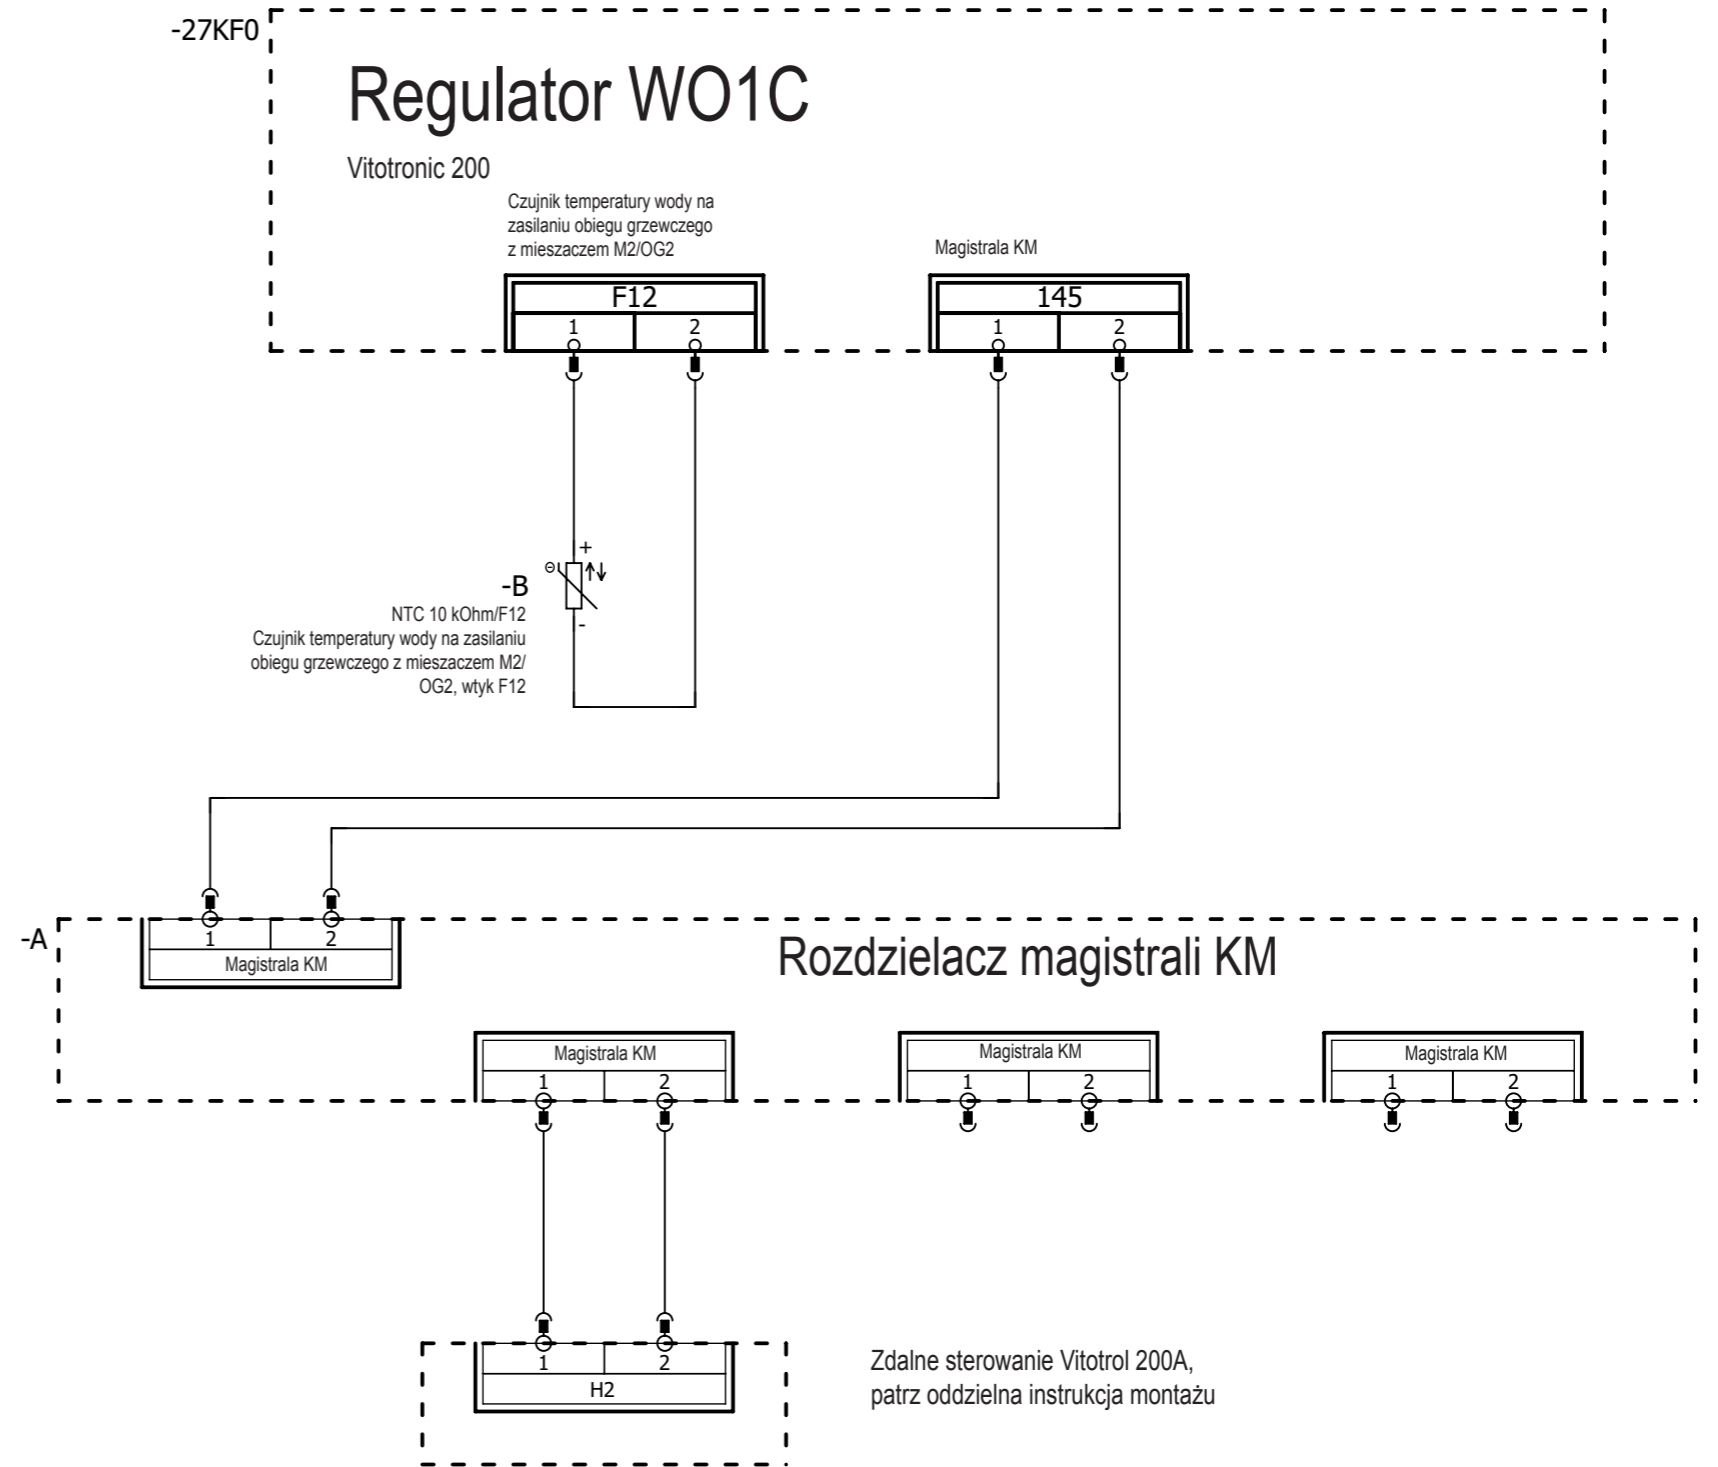 -27KF0
Regulator WO1C
Vitotronic 200
Czujnik temperatury wody na
zasilaniu obiegu grzewczego
z mieszaczem M2/OG2
Magistrala KM
F12
1 2
145
1 2
+
Θ
-B
-
NTC 10 kOhm/F12
Czujnik temperatury wody na zasilaniu
obiegu grzewczego z mieszaczem M2/
OG2, wtyk F12
-A
1 2
Magistrala KM
Rozdzielacz magistrali KM
Magistrala KM
1 2
Magistrala KM
1 2
Magistrala KM
1 2
1 2
H2
Zdalne sterowanie Vitotrol 200A,
patrz oddzielna instrukcja montażu